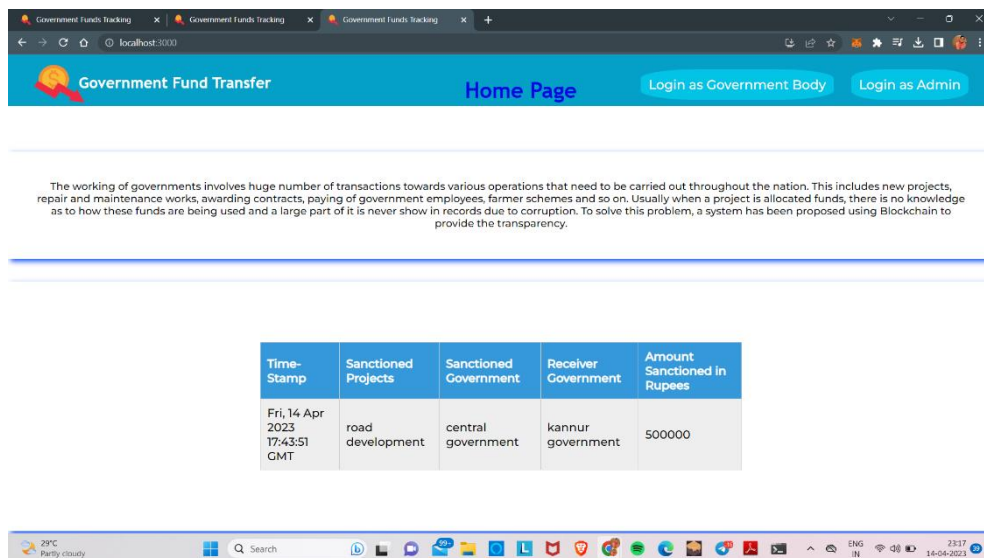 Government Funds Tracking
Government Funds Tracking
Government Funds Tracking
localhost:3000
Government Fund Transfer
Home Page
Login as Government Body
Login as Admin
The working of governments involves huge number of transactions towards various operations that need to be carried out throughout the nation. This includes new projects,
repair and maintenance works, awarding contracts, paying of government employees, farmer schemes and so on. Usually when a project is allocated funds, there is no knowledge
as to how these funds are being used and a large part of it is never show in records due to corruption. To solve this problem, a system has been proposed using Blockchain to
provide the transparency.
Time-
Stamp
Sanctioned
Projects
Sanctioned
Government
Receiver
Government
Amount
Sanctioned in
Rupees
Fri, 14 Apr
2023
17:43:51
GMT
road
development
central
government
kannur
government
500000
29°C
Partly cloudy
Search
99+
ENG
IN
23:17
14-04-2023